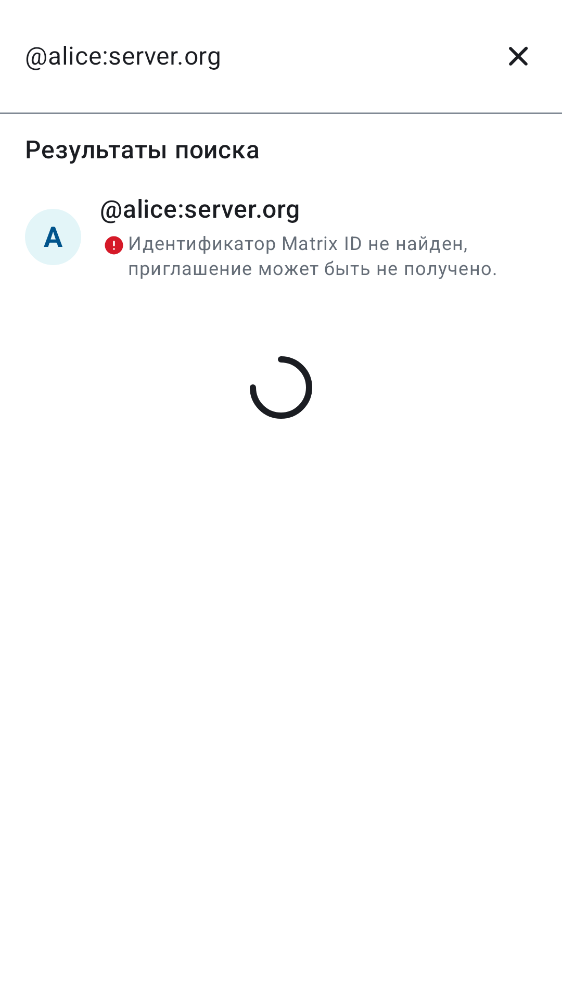 @alice:server.org
Результаты поиска
A
@alice:server.org
Идентификатор Matrix ID не найден,
приглашение может быть не получено.